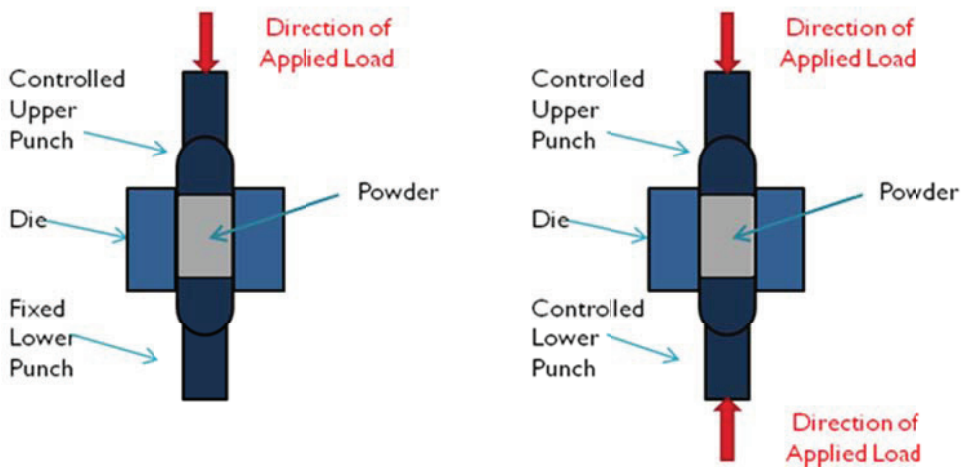 Direction of
Applied Load
Controlled
Upper
Punch
Powder
Die
Fixed
Lower
Punch
Direction of
Applied Load
Controlled
Upper
Punch
Powder
Die
Controlled
Lower
Punch
Direction of
Applied Load